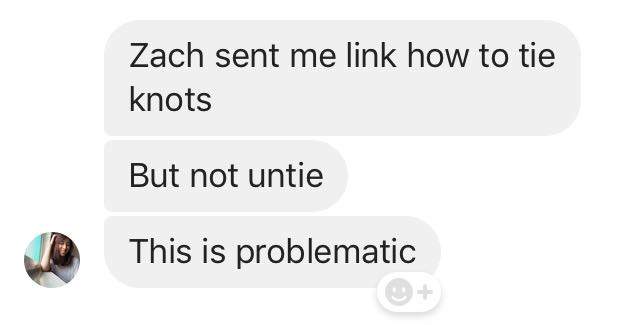 Zach sent me link how to tie
knots
But not untie
This is problematic